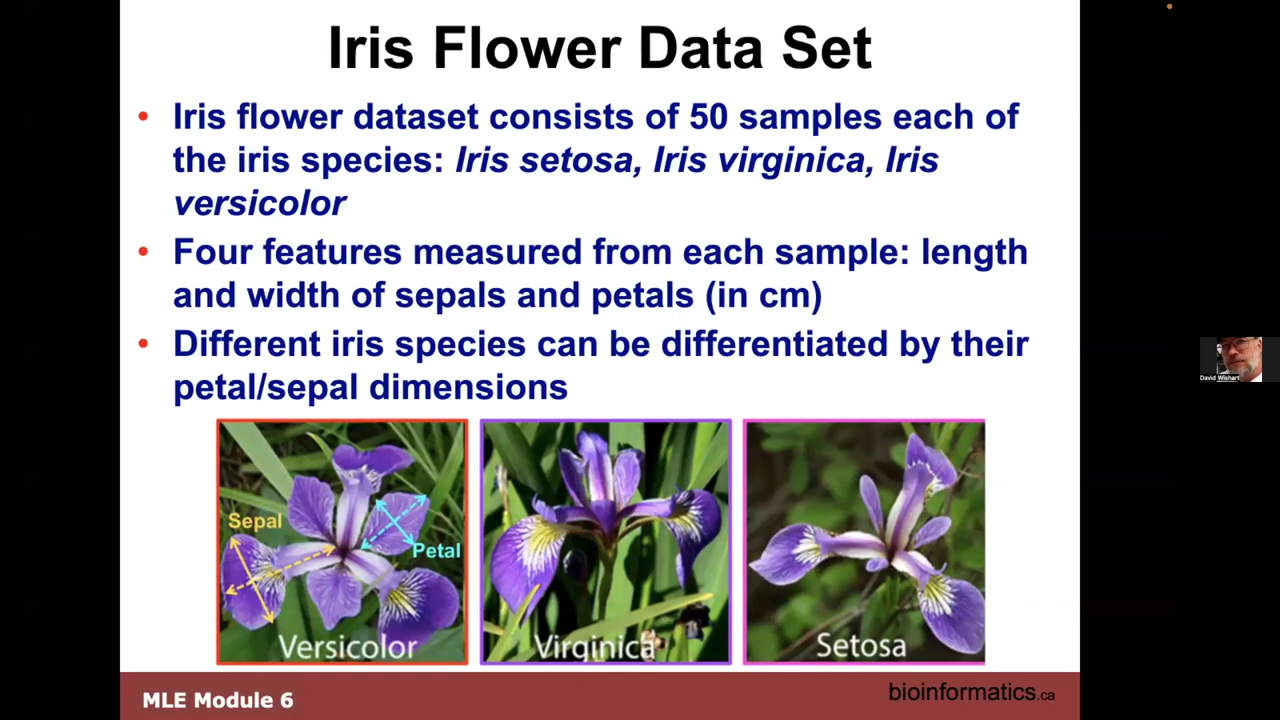 Iris Flower Data Set
• Iris flower dataset consists of 50 samples each of
the iris species: Iris setosa, Iris virginica, Iris
versicolor
• Four features measured from each sample: length
and width of sepals and petals (in cm)
• Different iris species can be differentiated by their
petal/sepal dimensions
Sepal
Petal
Versicolor
Virginica
Setosa
David Wishart
MLE Module 6
bioinformatics.ca